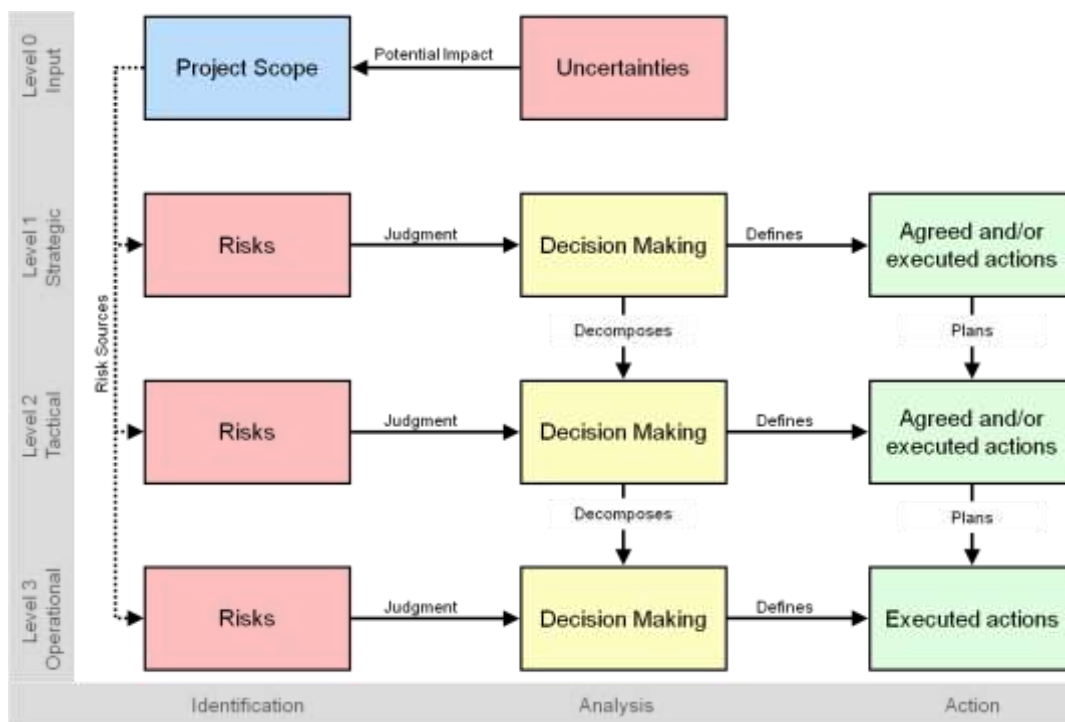 Level 0
Input
Project Scope
Potential Impact
Uncertainties
Risk Sources
Level 1
Strategic
Risks
Judgment
Decision Making
Defines
Agreed and/or
executed actions
Decomposes
Plans
Level 2
Tactical
Risks
Judgment
Decision Making
Defines
Agreed and/or
executed actions
Decomposes
Plans
Level 3
Operational
Risks
Judgment
Decision Making
Defines
Executed actions
Identification
Analysis
Action